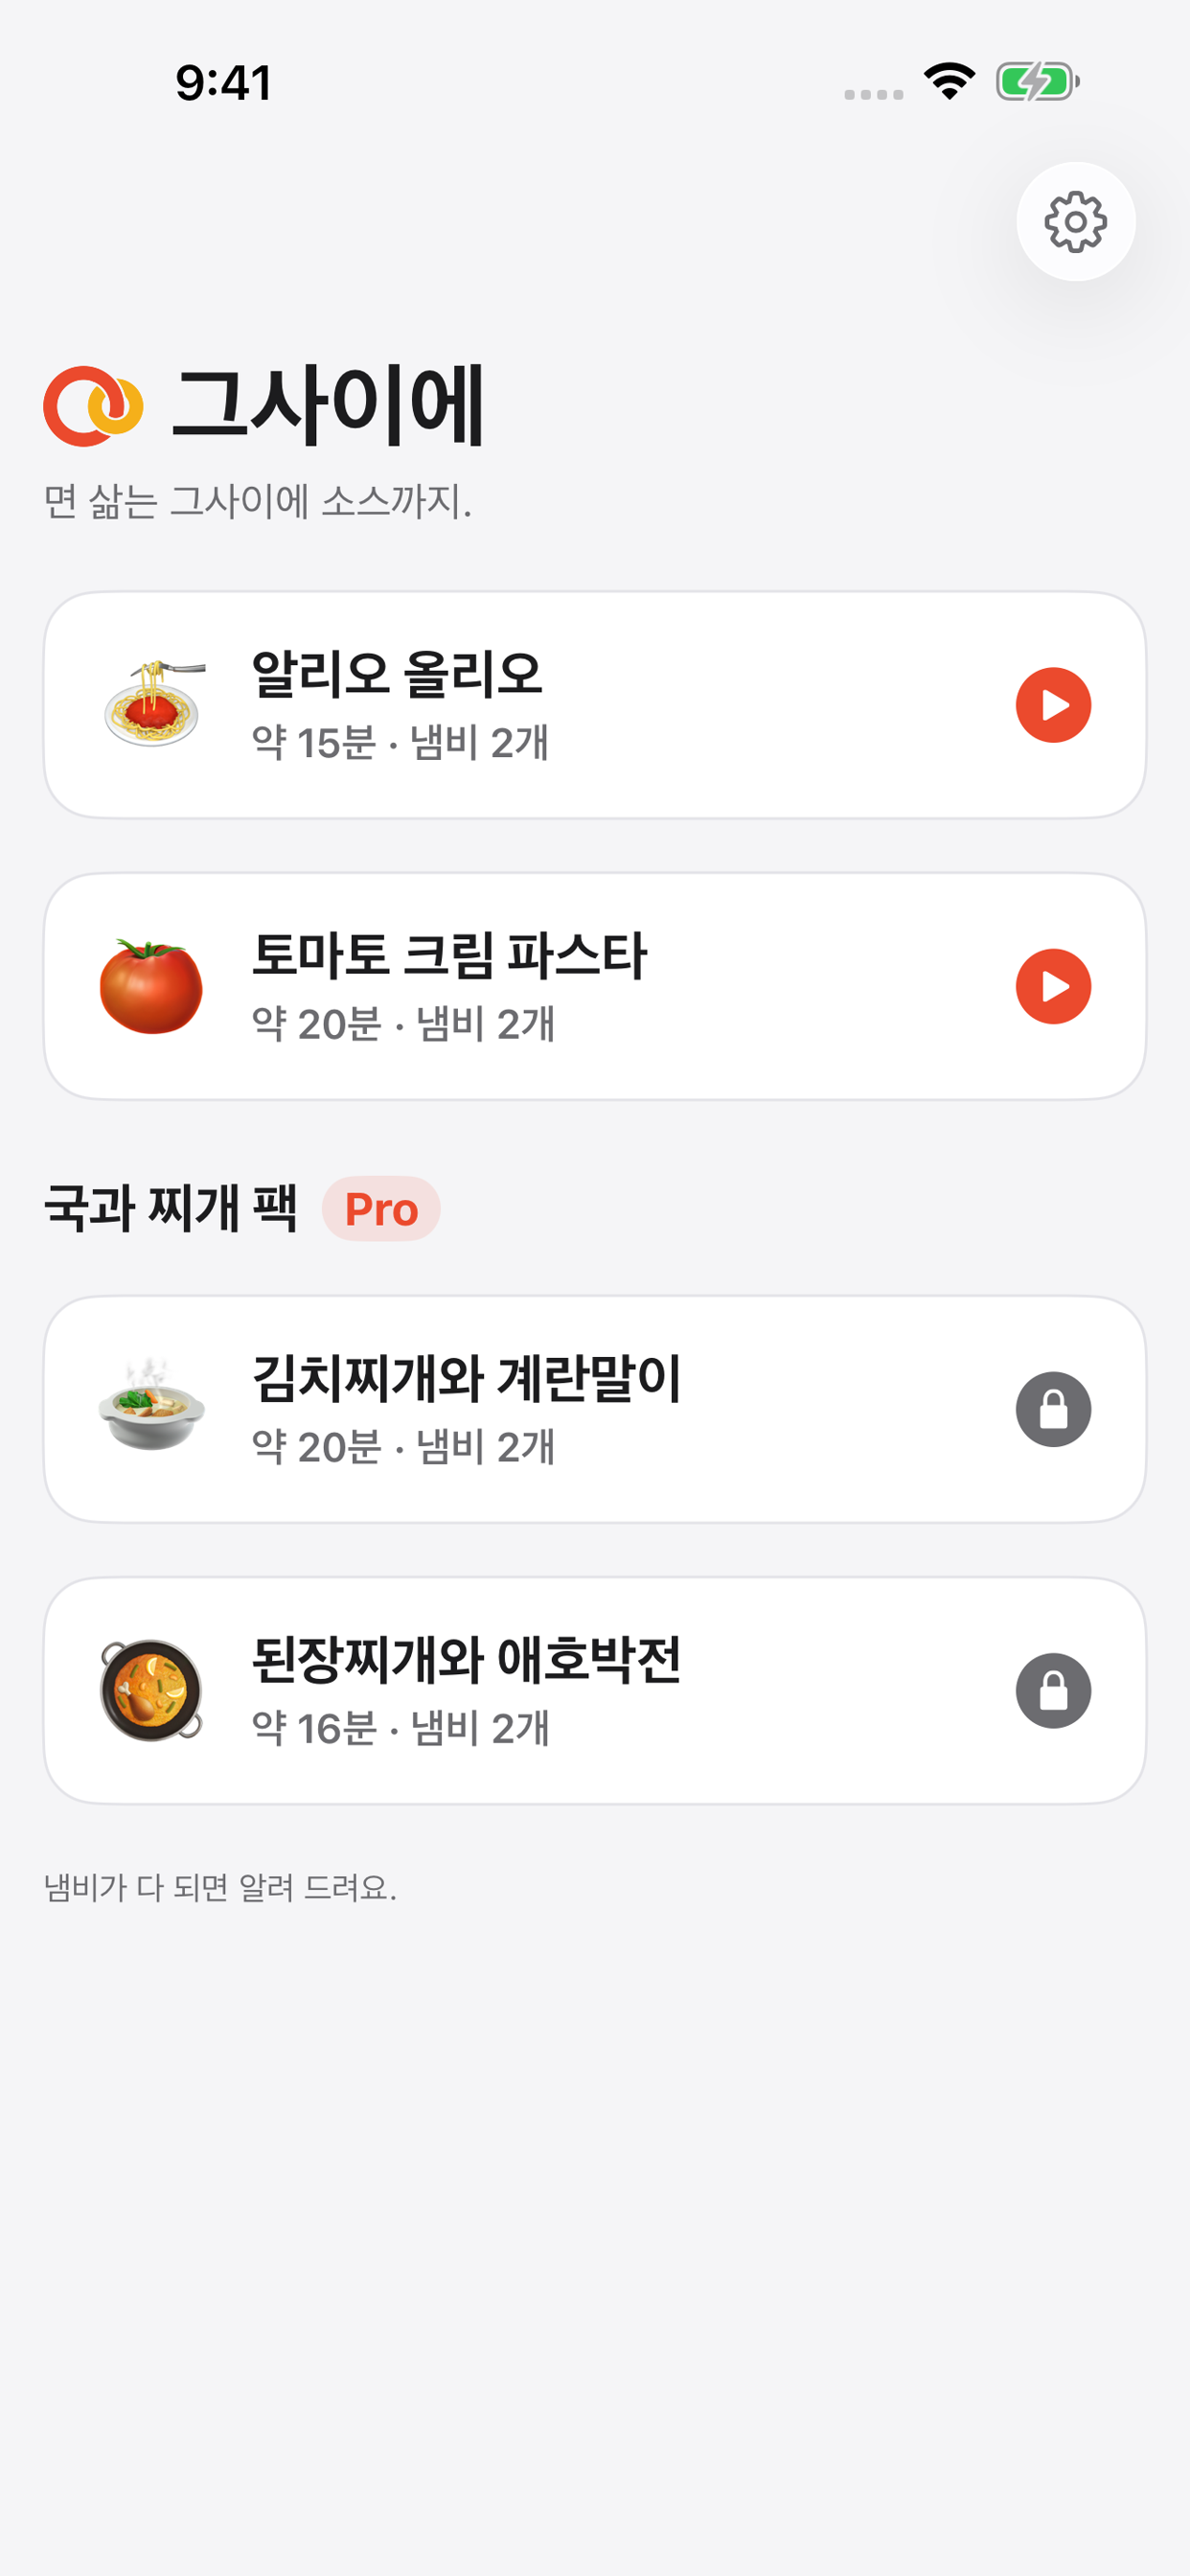 9:41
그사이에
면 삶는 그사이에 소스까지.
알리오 올리오
약 15분 · 냄비 2개
토마토 크림 파스타
약 20분 · 냄비 2개
국과 찌개 팩 Pro
김치찌개와 계란말이
약 20분 · 냄비 2개
된장찌개와 애호박전
약 16분 · 냄비 2개
냄비가 다 되면 알려 드려요.